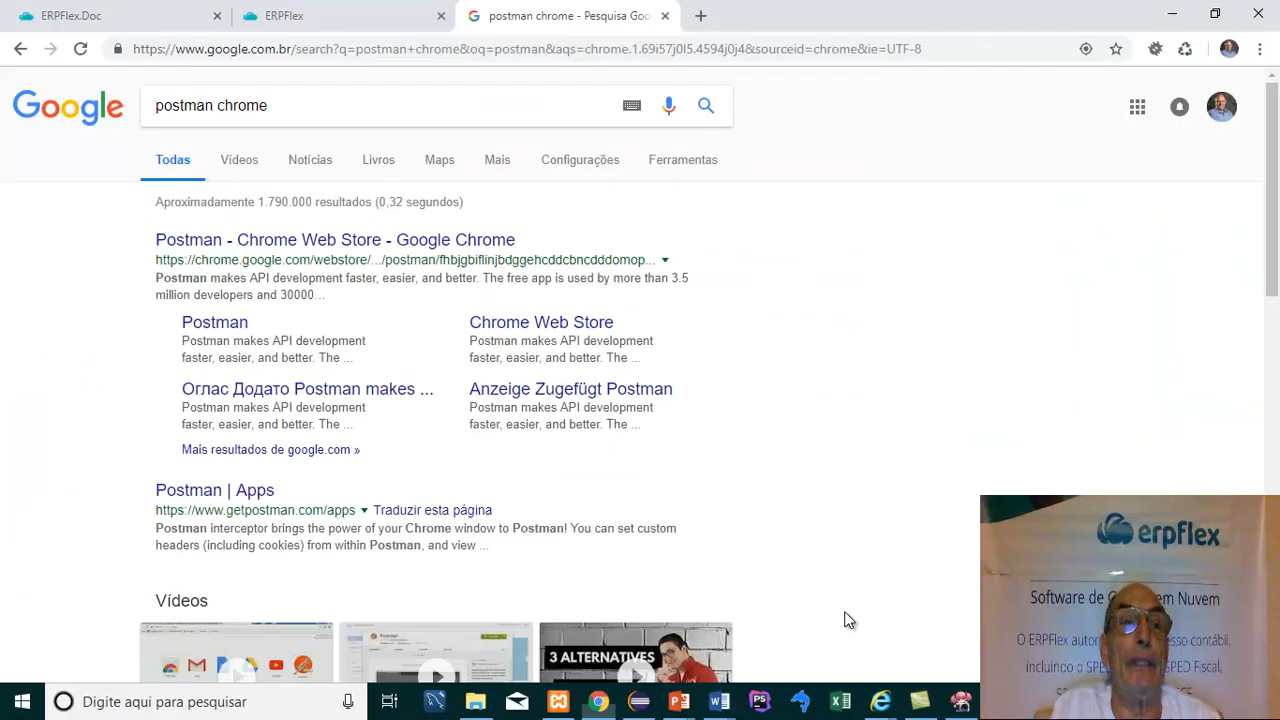 ERPFlex.Doc
ERPFlex
postman chrome - Pesquisa Goo
https://www.google.com.br/search?q=postman+chrome&oq=postman&aqs=chrome.1.69i57j0l5.4594j0j4&sourceid=chrome&ie=UTF-8
Google
postman chrome
Todas
Vídeos
Notícias
Livros
Maps
Mais
Configurações
Ferramentas
Aproximadamente 1.790.000 resultados (0,32 segundos)
Postman - Chrome Web Store - Google Chrome
https://chrome.google.com/webstore/.../postman/fhbjgbiflinjbdggehcddcbncdddomop...
Postman makes API development faster, easier, and better. The free app is used by more than 3.5
million developers and 30000...
Postman
Postman makes API development
faster, easier, and better. The ...
Chrome Web Store
Postman makes API development
faster, easier, and better. The ...
Оглас Додато Postman makes ...
Postman makes API development
faster, easier, and better. The ...
Anzeige Zugefügt Postman
Postman makes API development
faster, easier, and better. The ...
Mais resultados de google.com »
Postman | Apps
https://www.getpostman.com/apps
Traduzir esta página
Postman interceptor brings the power of your Chrome window to Postman! You can set custom
headers (including cookies) from within Postman, and view ...
Vídeos
Postman
3 ALTERNATIVES
erpflex
Software de G em Nuvem
O ERPFlex auto esso contábil,
incluindo o SPE SPED Fiscal,
Digite aqui para pesquisar